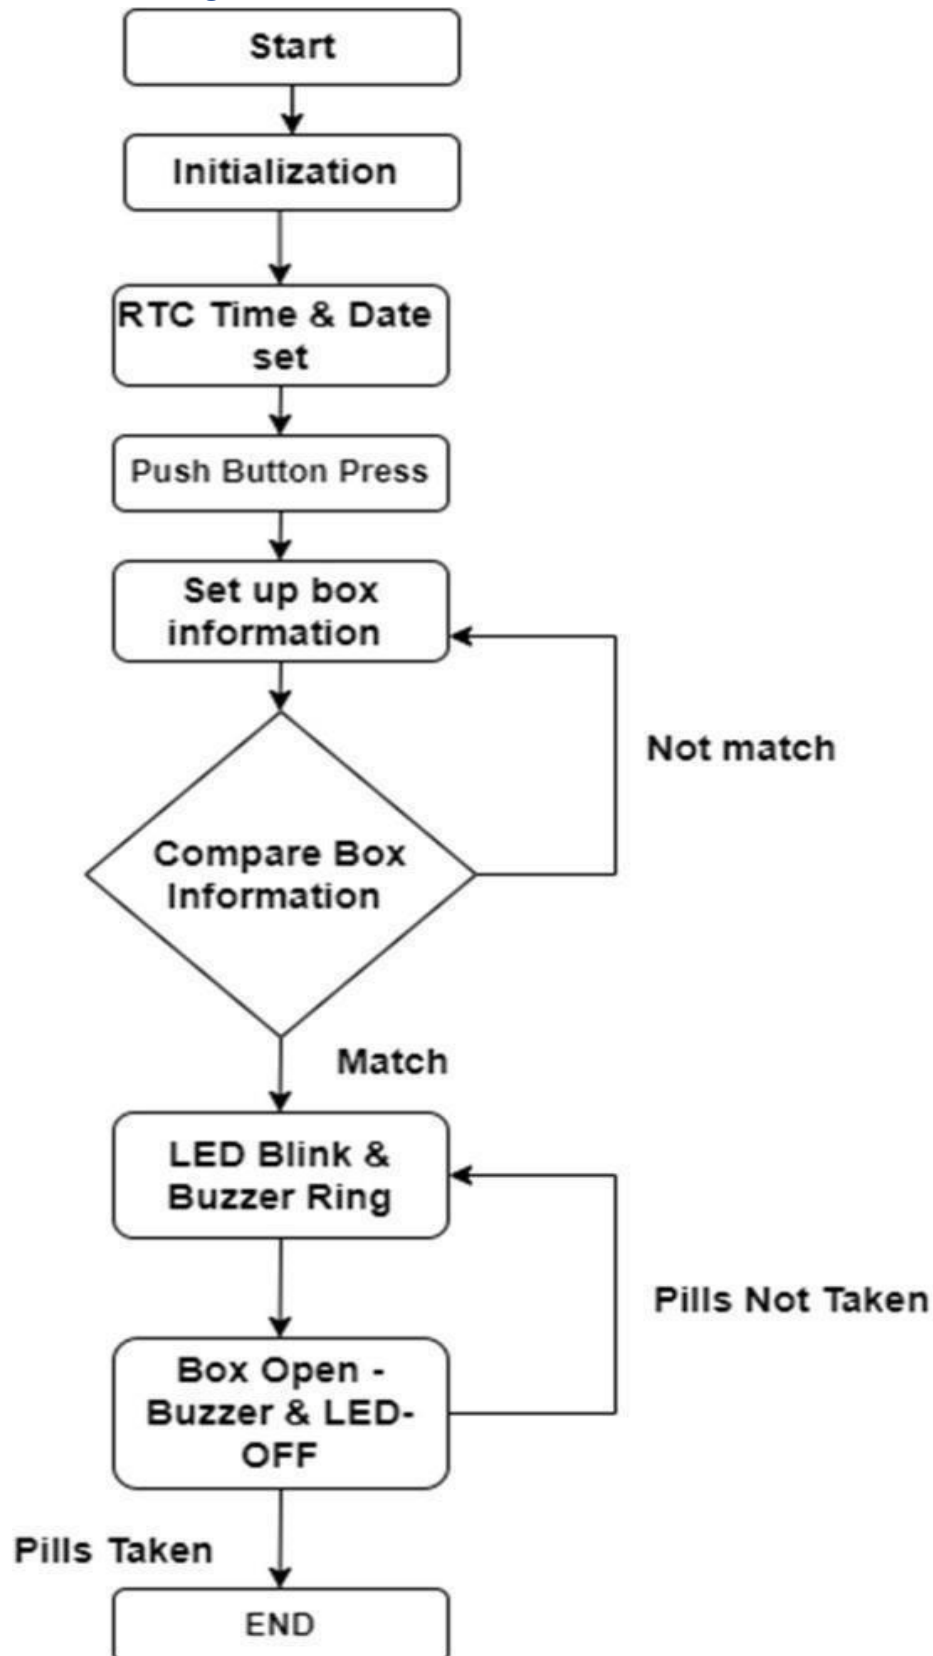 Start
Initialization
RTC Time & Date
set
Push Button Press
Set up box
information
Not match
Compare Box
Information
Match
LED Blink &
Buzzer Ring
Pills Not Taken
Box Open -
Buzzer & LED-
OFF
Pills Taken
END